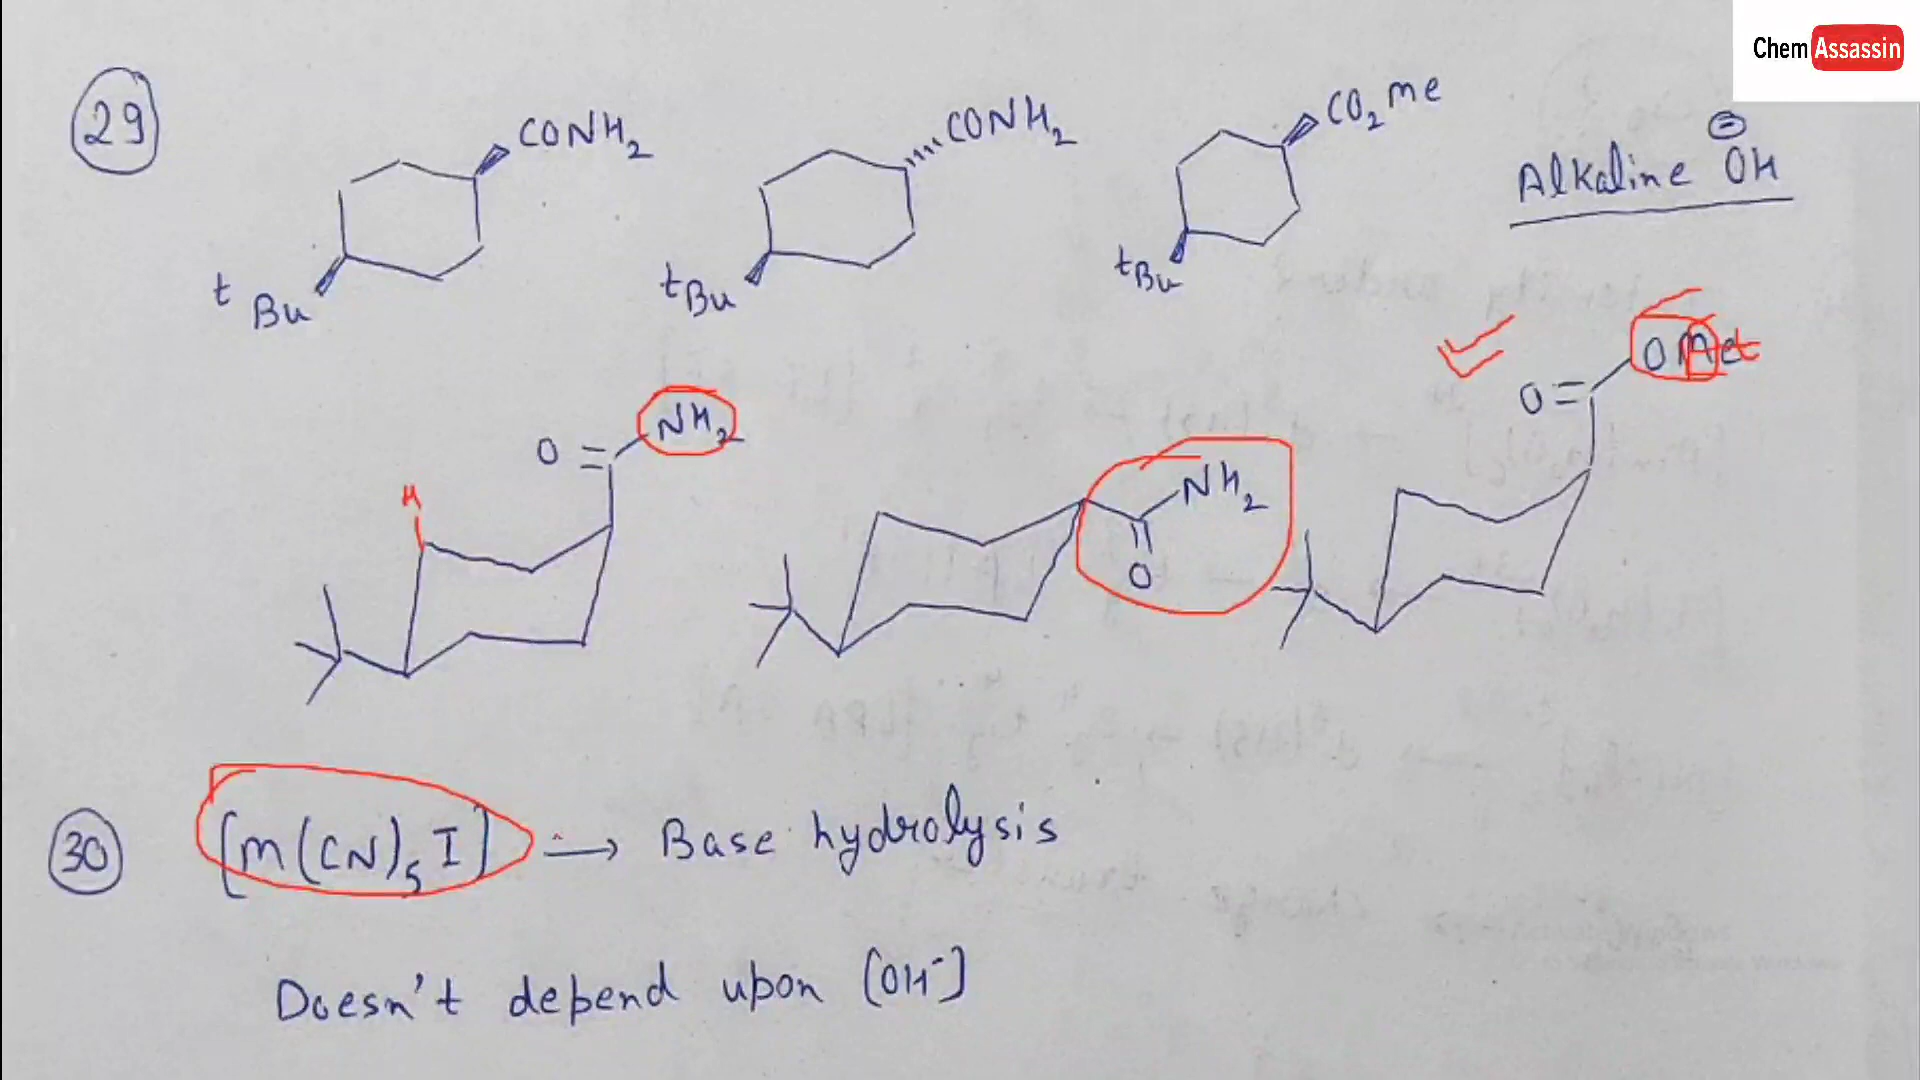 Chem Assassin
29
CONH2
tBu
CONH2
tBu
CO2Me
tBu
Alkaline OH⊖
O
NH2
H
NH2
O
O
t
30
[M(CN)5I] → Base hydrolysis
Doesn't depend upon [OH-]